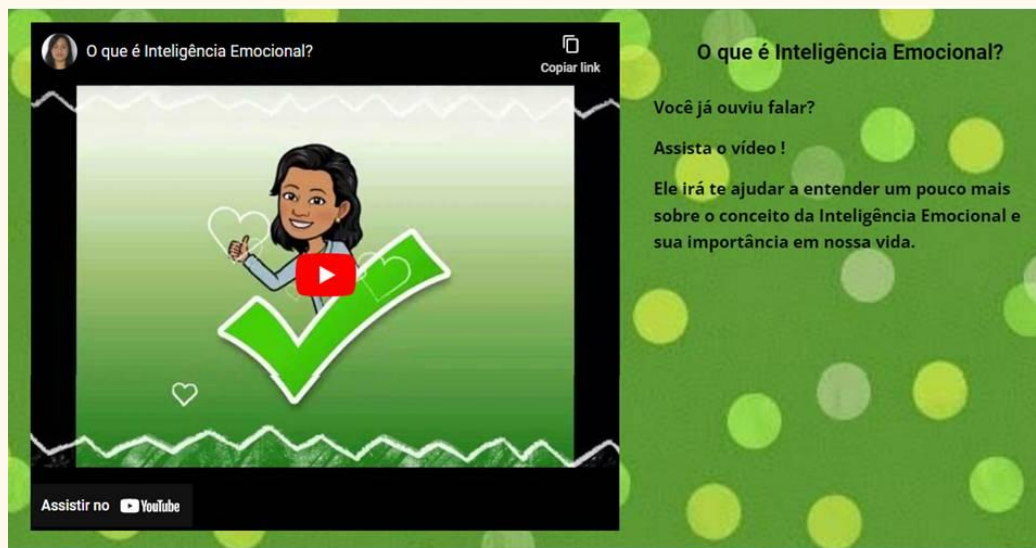 O que é Inteligência Emocional?
Copiar link
Assistir no YouTube
O que é Inteligência Emocional?
Você já ouviu falar?
Assista o vídeo !
Ele irá te ajudar a entender um pouco mais
sobre o conceito da Inteligência Emocional e
sua importância em nossa vida.